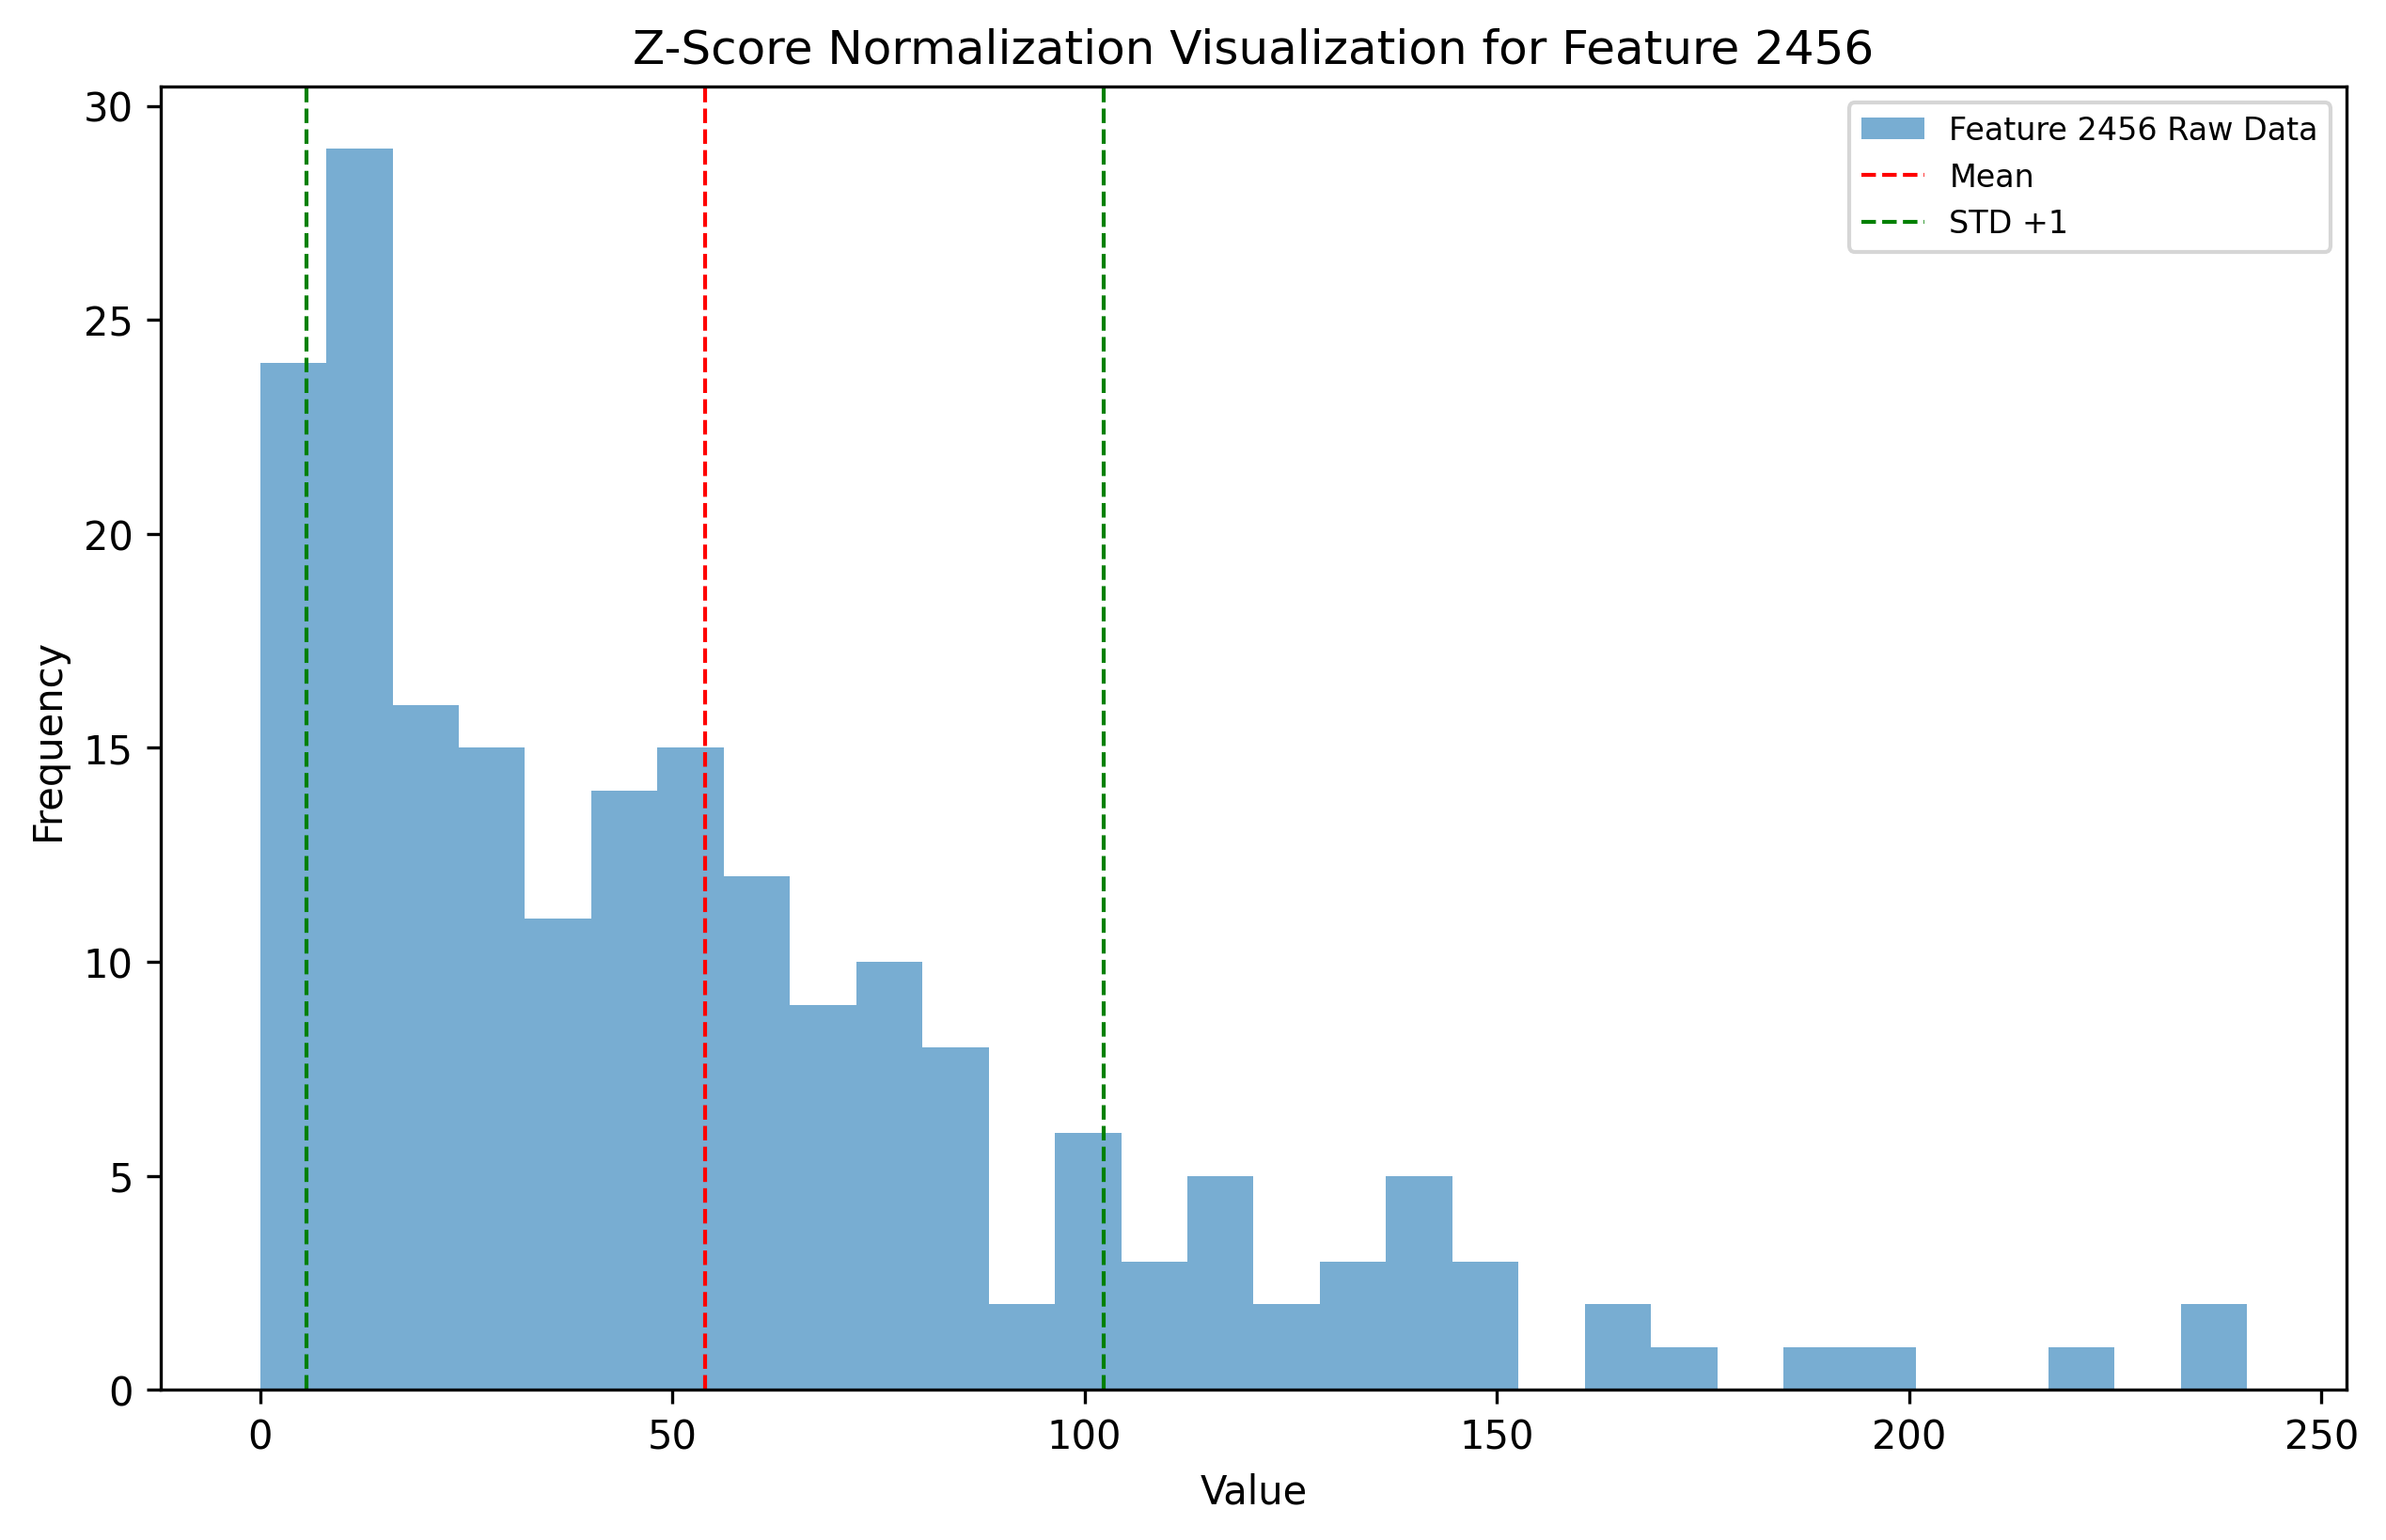 Z-Score Normalization Visualization for Feature 2456
Feature 2456 Raw Data
Mean
STD +1
Frequency
30
25
20
15
10
5
0
0 50 100 150 200 250
Value